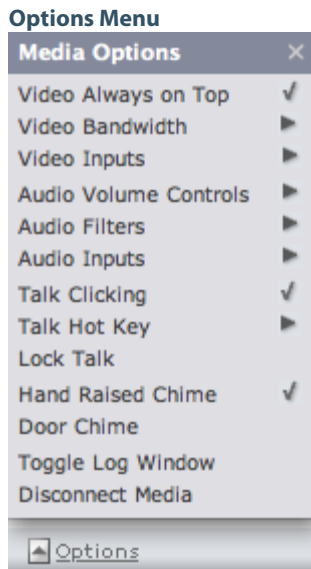 Options Menu
Media Options
Video Always on Top
Video Bandwidth
Video Inputs
Audio Volume Controls
Audio Filters
Audio Inputs
Talk Clicking
Talk Hot Key
Lock Talk
Hand Raised Chime
Door Chime
Toggle Log Window
Disconnect Media
Options